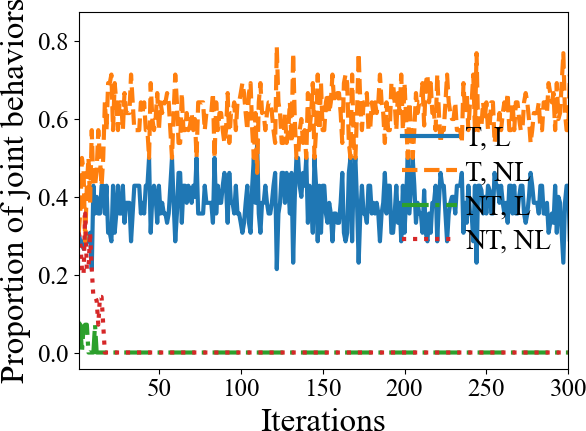 Proportion of joint behaviors
0.8
0.6
0.4
0.2
0.0
T, L
T, NL
NT, L
NT, NL
50 100 150 200 250 300
Iterations